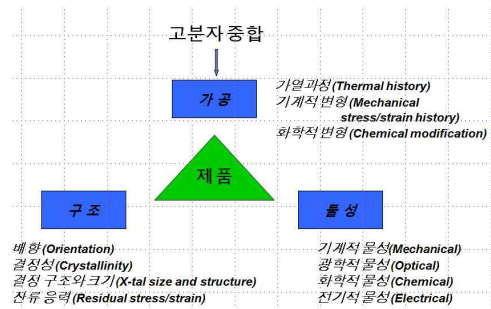 고분자중합
가 공
가열과정(Thermal history)
기계적 변형(Mechanical
stress/strain history)
화학적 변형(Chemical modification)
제품
구 조
물 성
배향(Orientation)
결정성(Crystallinity)
결정 구조와 크기(X-tal size and structure)
잔류 응력(Residual stress/strain)
기계적 물성(Mechanical)
광학적 물성(Optical)
화학적 물성(Chemical)
전기적 물성(Electrical)